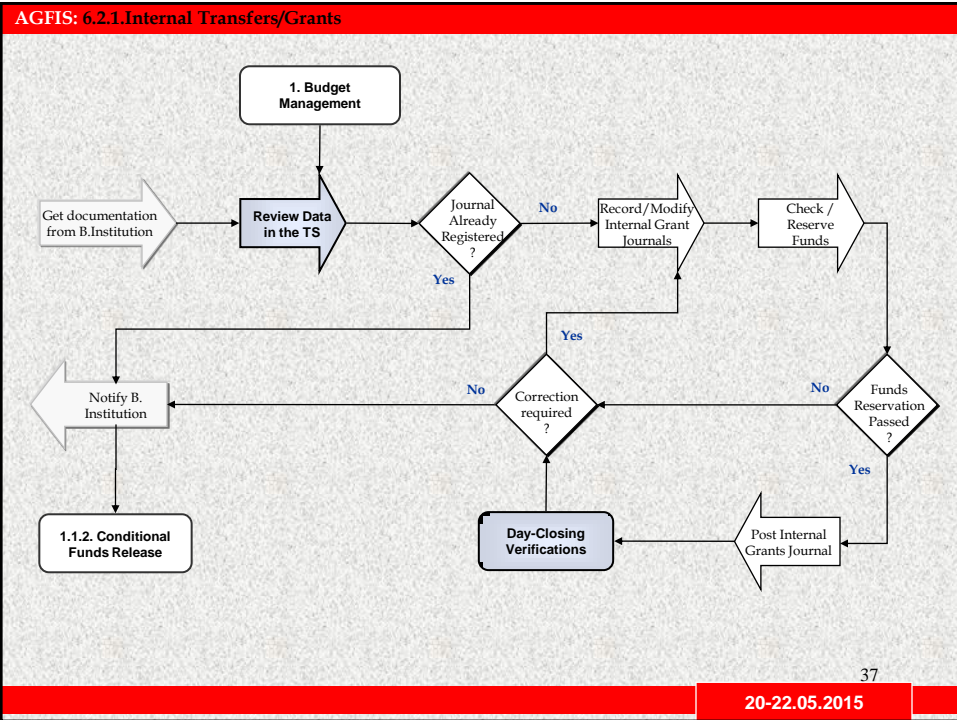 AGFIS: 6.2.1.Internal Transfers/Grants
1. Budget
Management
Get documentation
from B.Institution
Review Data
in the TS
Journal
Already
Registered
?
No
Yes
Record/Modify
Internal Grant
Journals
Check /
Reserve
Funds
Yes
Notify B.
Institution
No
Correction
required
?
No
Funds
Reservation
Passed
?
Yes
1.1.2. Conditional
Funds Release
Day-Closing
Verifications
Post Internal
Grants Journal
37
20-22.05.2015